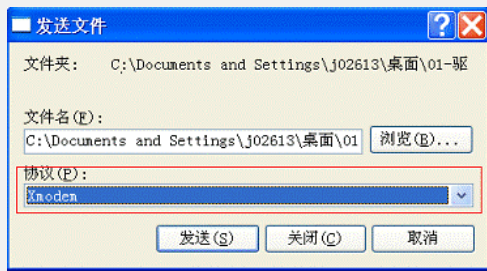 发送文件
文件夹: C:\Documents and Settings\j02613\桌面\01-驱
文件名(F):
C:\Documents and Settings\j02613\桌面\01
浏览(B)...
协议(P):
Xmodem
发送(S) 关闭(C) 取消